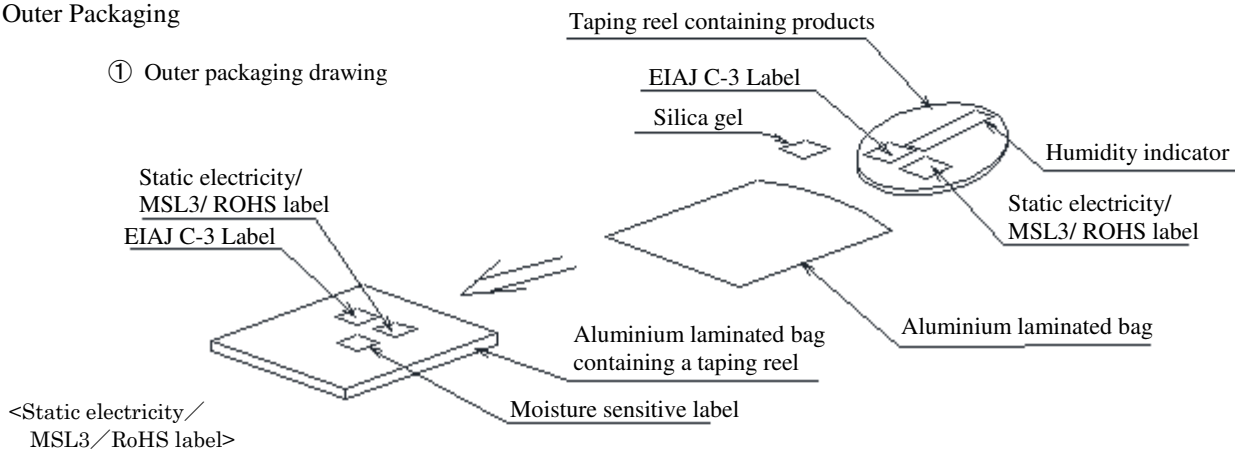 Outer Packaging
① Outer packaging drawing
Taping reel containing products
EIAJ C-3 Label
Silica gel
Humidity indicator
Static electricity/
MSL3/ ROHS label
Static electricity/
MSL3/ ROHS label
EIAJ C-3 Label
Aluminium laminated bag
Aluminium laminated bag
containing a taping reel
Moisture sensitive label
<Static electricity／
MSL3／RoHS label>